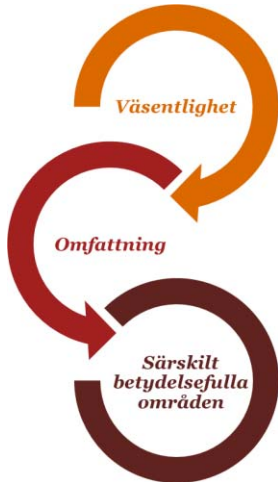 Väsentlighet
Omfattning
Särskilt
betydelsefulla
områden